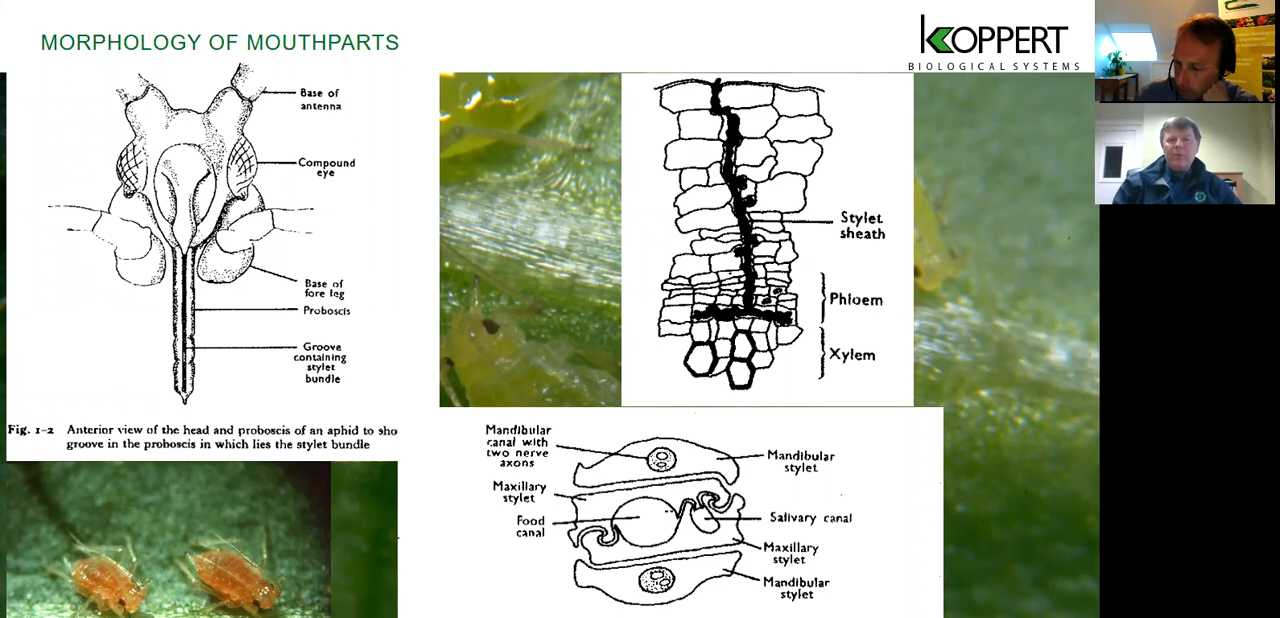 MORPHOLOGY OF MOUTHPARTS
KOPPERT
BIOLOGICAL SYSTEMS
Base of
antenna
Compound
eye
Base of
fore leg
Proboscis
Groove
containing
stylet
bundle
Fig. 1-2 Anterior view of the head and proboscis of an aphid to sho
groove in the proboscis in which lies the stylet bundle
Stylet
sheath
Phloem
Xylem
Mandibular
canal with
two nerve
axons
Maxillary
stylet
Food
canal
Mandibular
stylet
Salivary canal
Maxillary
stylet
Mandibular
stylet